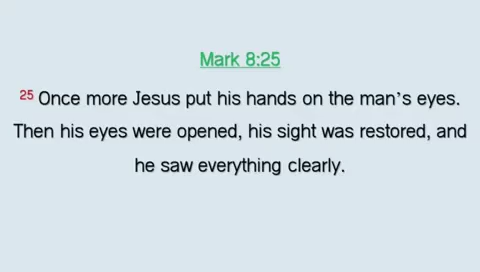 Mark 8:25
25 Once more Jesus put his hands on the man’s eyes.
Then his eyes were opened, his sight was restored, and
he saw everything clearly.